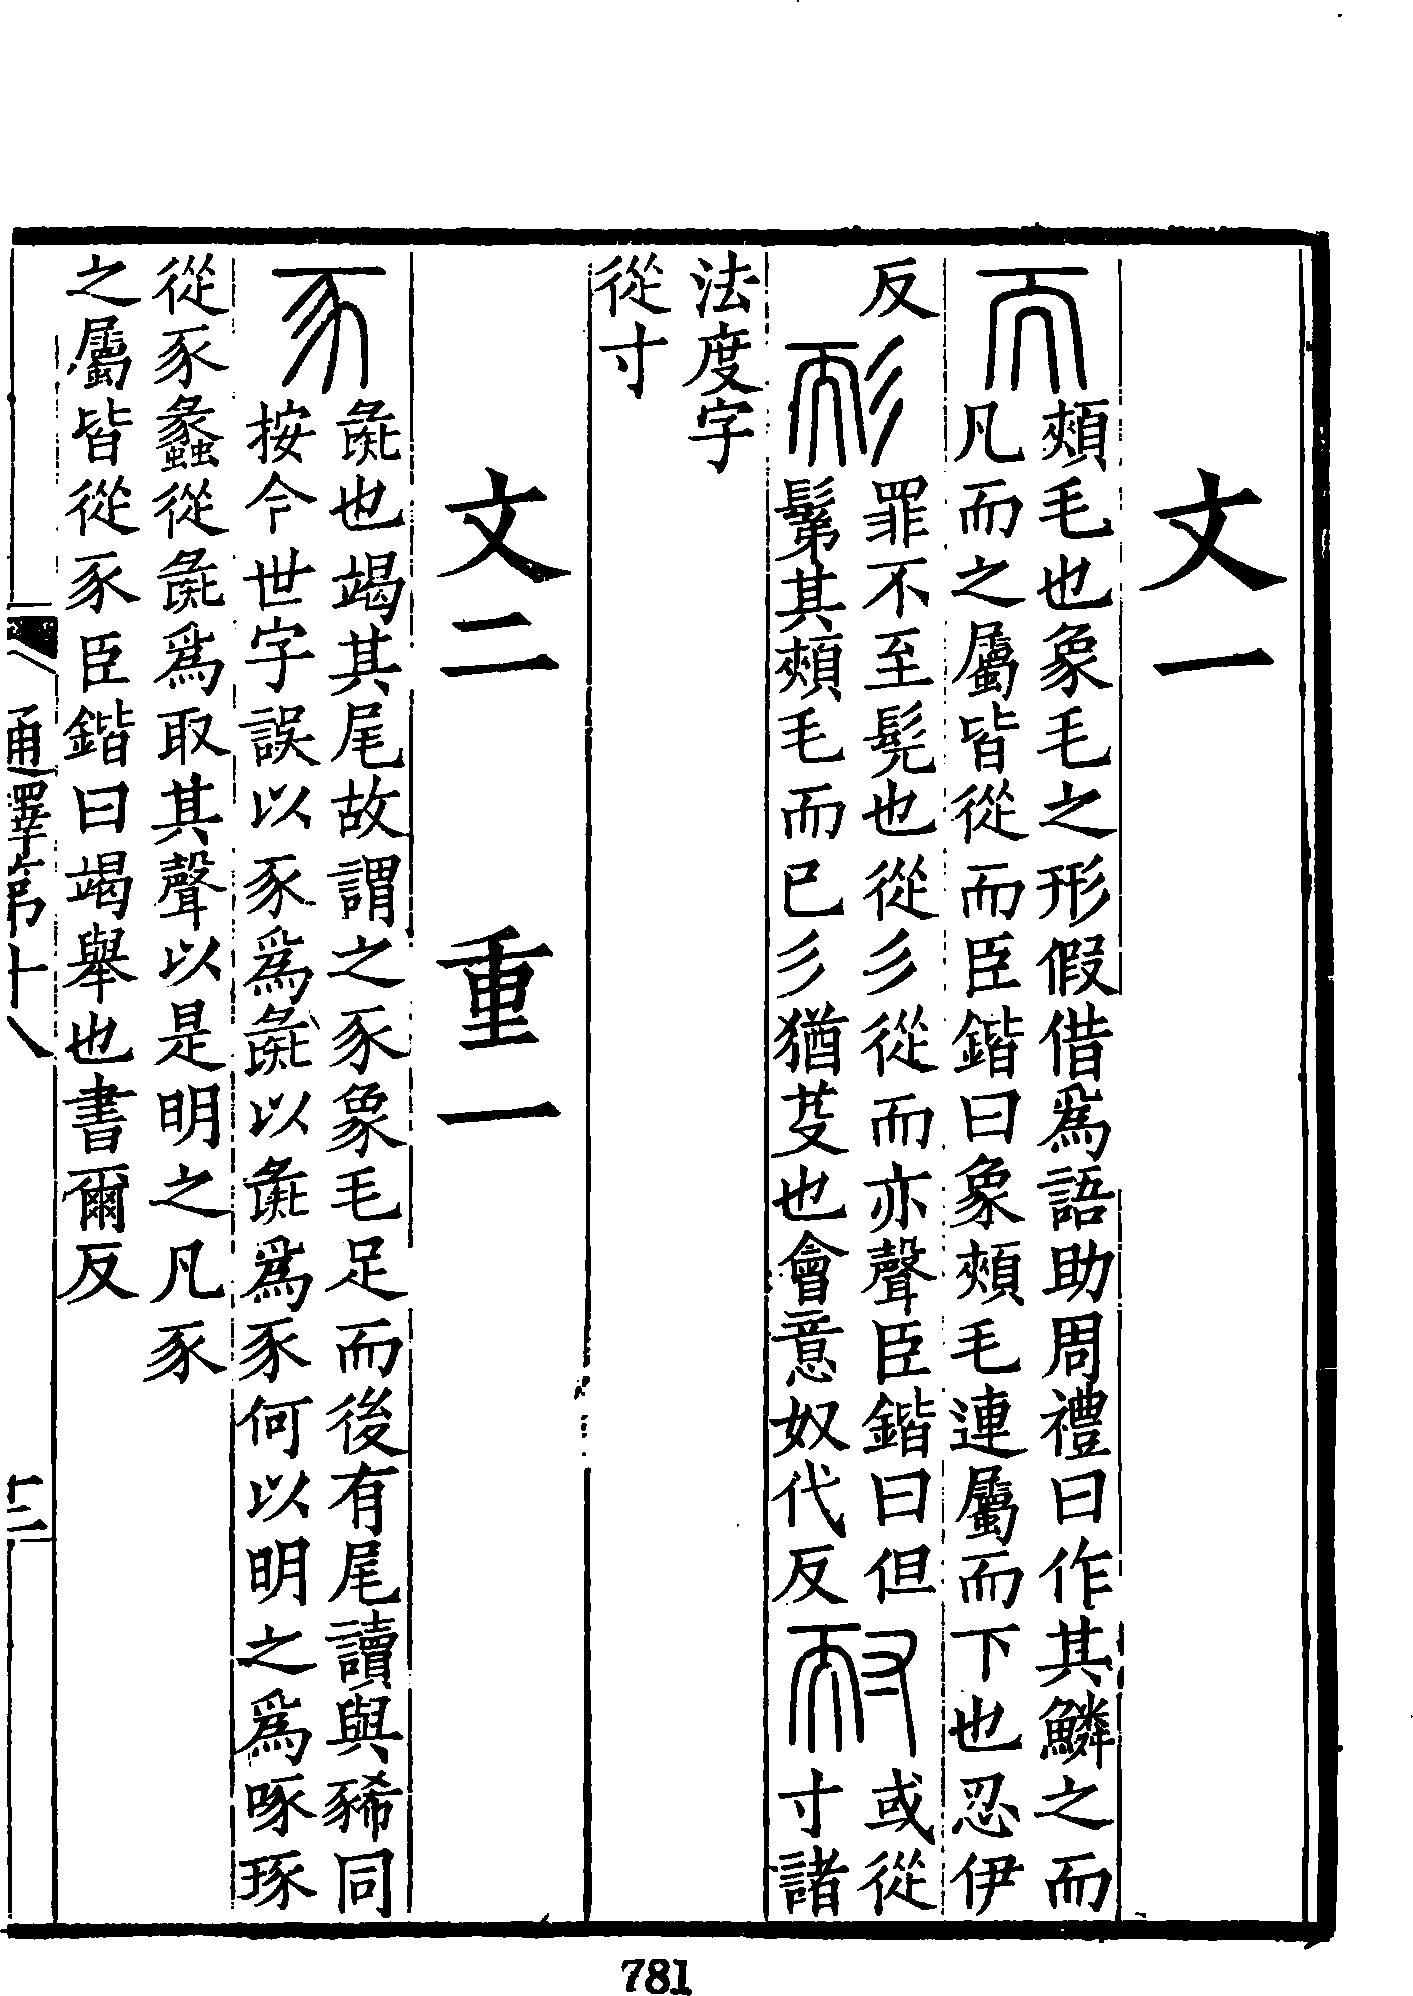 文一
而頰毛也象毛之形假借爲語助周禮曰作其鱗之而
凡而之屬皆從而臣鍇曰象頰毛連屬而下也忍伊
反耏罪不至髡也從彡從而亦聲臣鍇曰但
鬄其頰毛而已彡猶芟也會意奴代反耐或從
寸諸
法度字
從寸
文二 重一
豕彘也竭其尾故謂之豕象毛足而後有尾讀與豨同
按今世字誤以豕爲彘以彘爲豕何以明之爲啄琢
從豕蠡從彘爲取其聲以是明之凡豕
之屬皆從豕臣鍇曰竭舉也書爾反
通釋第十八
十二
781